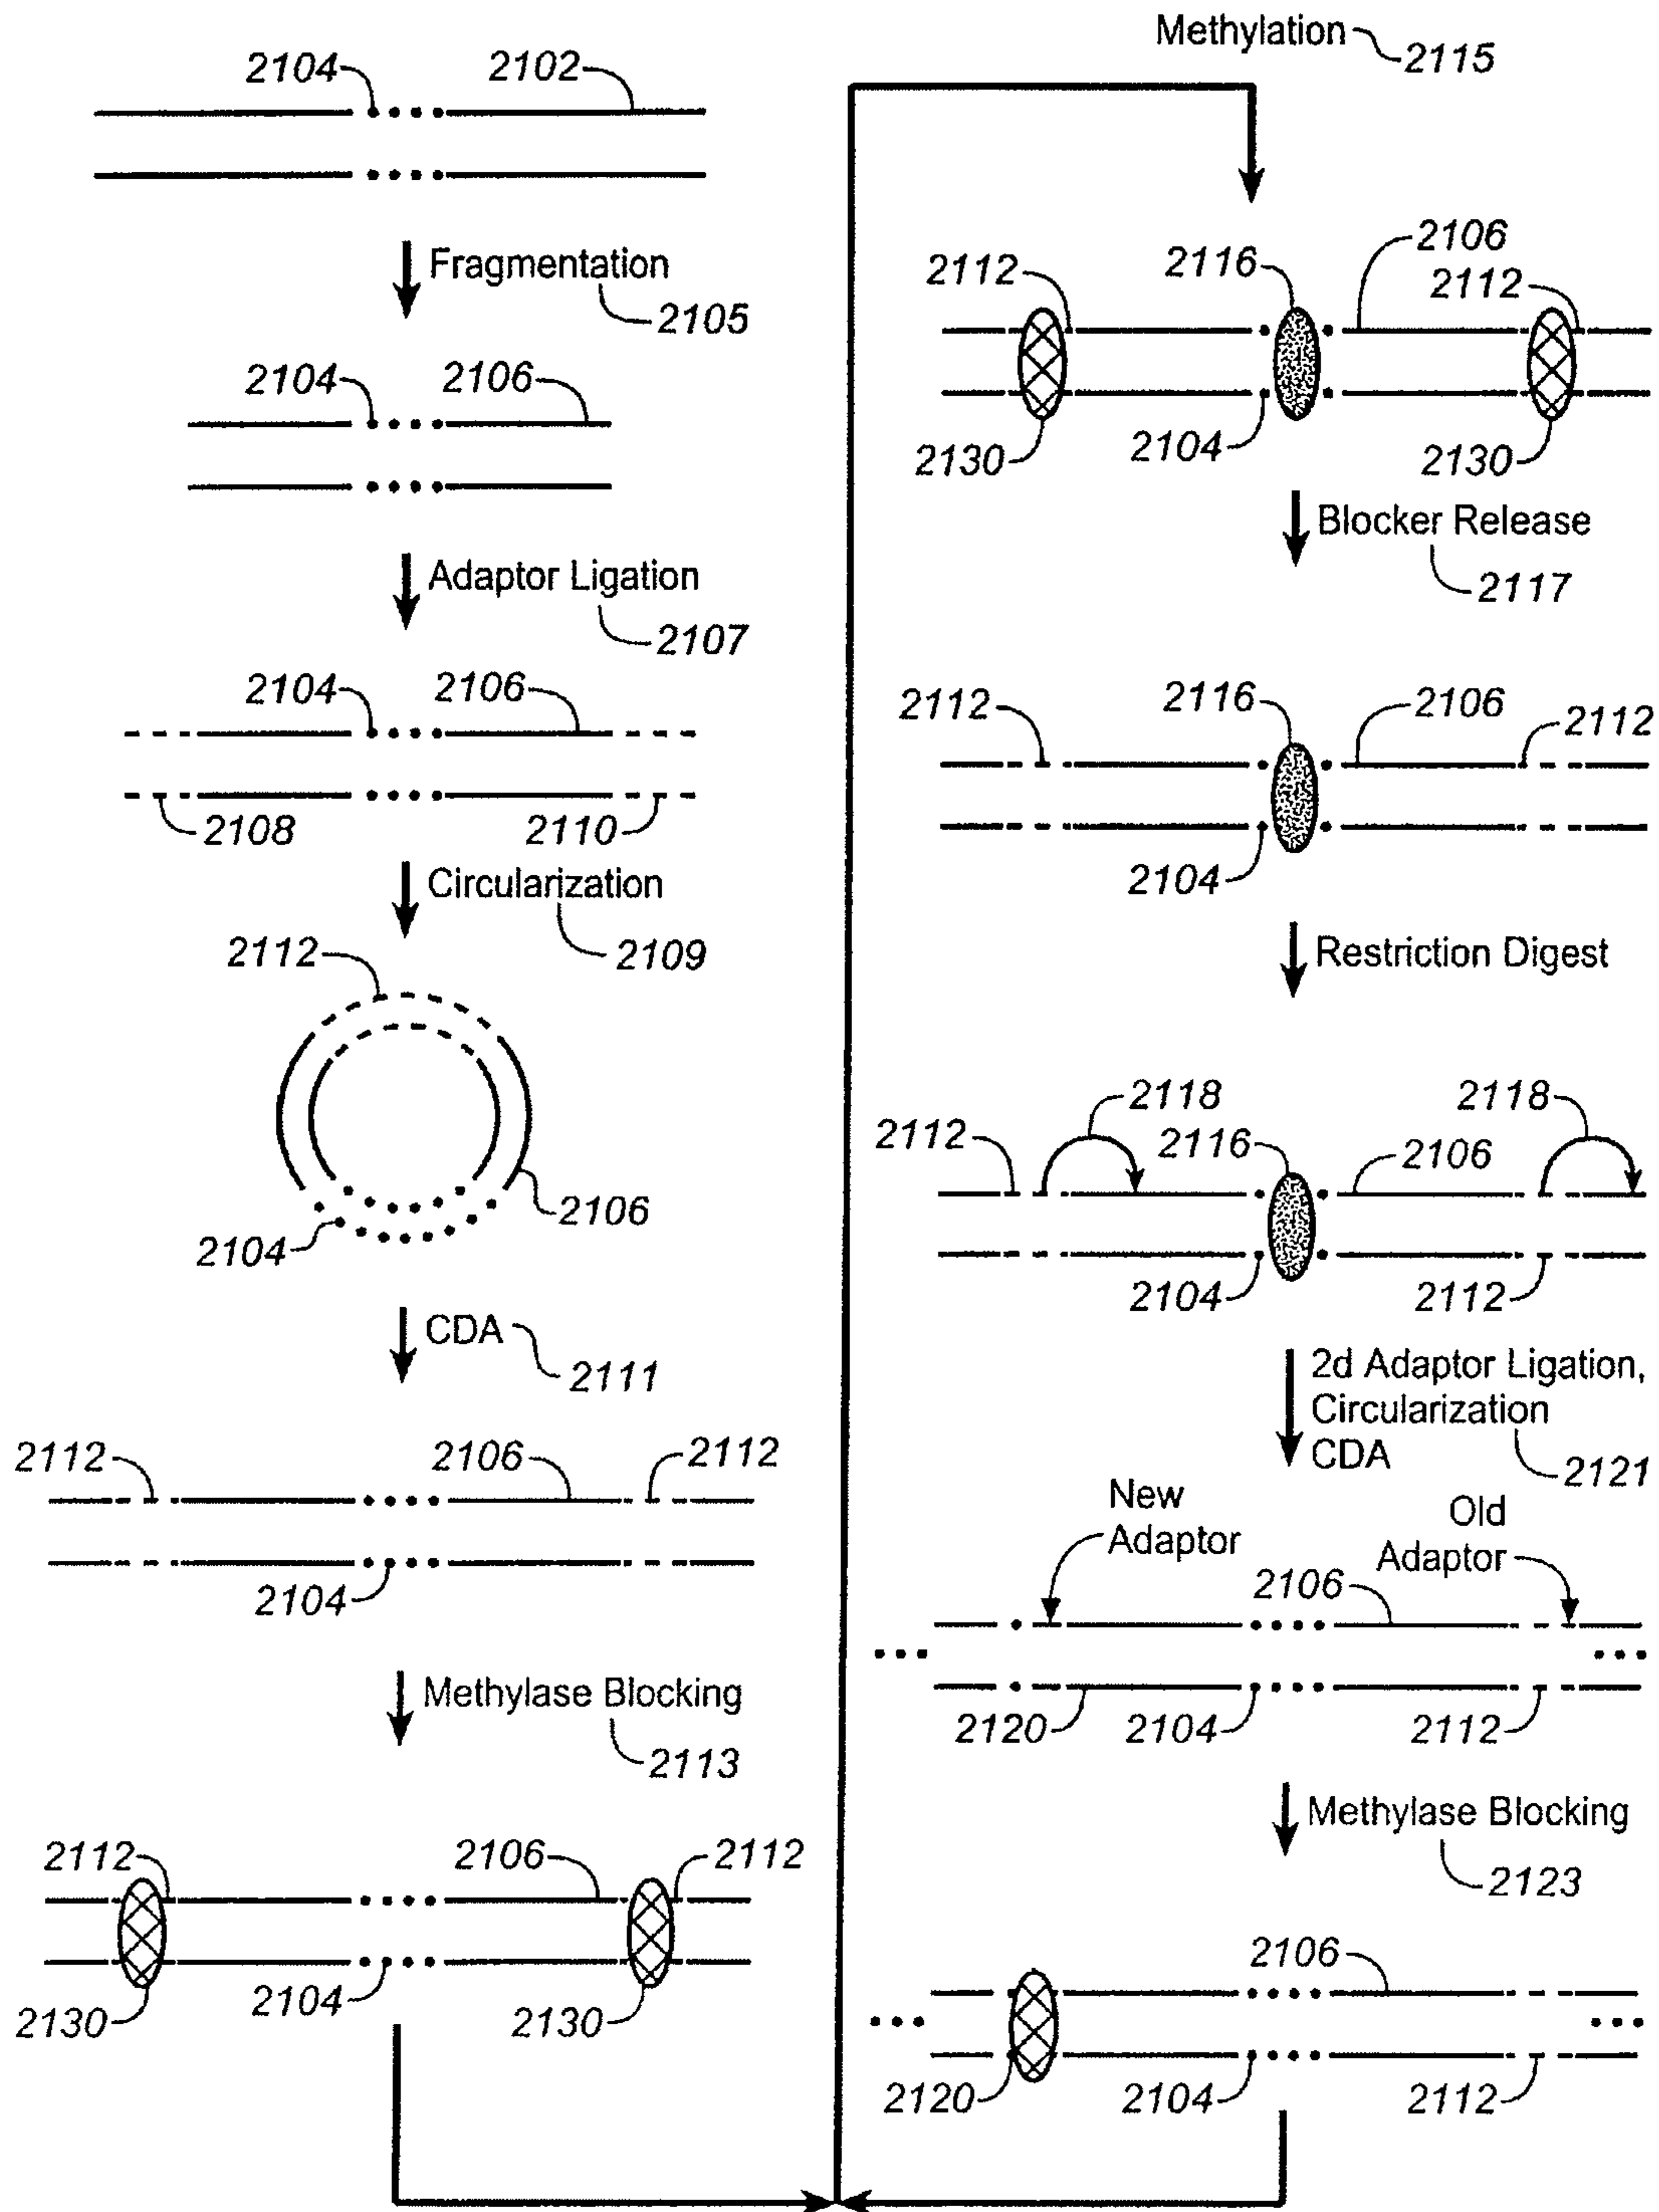 2104 2102
Fragmentation
2105
2104 2106
Adaptor Ligation
2107
2104 2106
2108 2110
Circularization
2112 2109
2106
2104
CDA
2111
2112 2106 2112
2104
Methylase Blocking
2113
2112 2106 2112
2104
2130 2130
Methylation
2115
2106
2112 2116 2112
2130 2104 2130
Blocker Release
2117
2112 2116 2106 2112
2104
Restriction Digest
2118 2118
2112 2116 2106
2104 2112
2d Adaptor Ligation,
Circularization
CDA 2121
New Old
Adaptor Adaptor
2106
2120 2104 2112
Methylase Blocking
2123
2106
2120 2104 2112